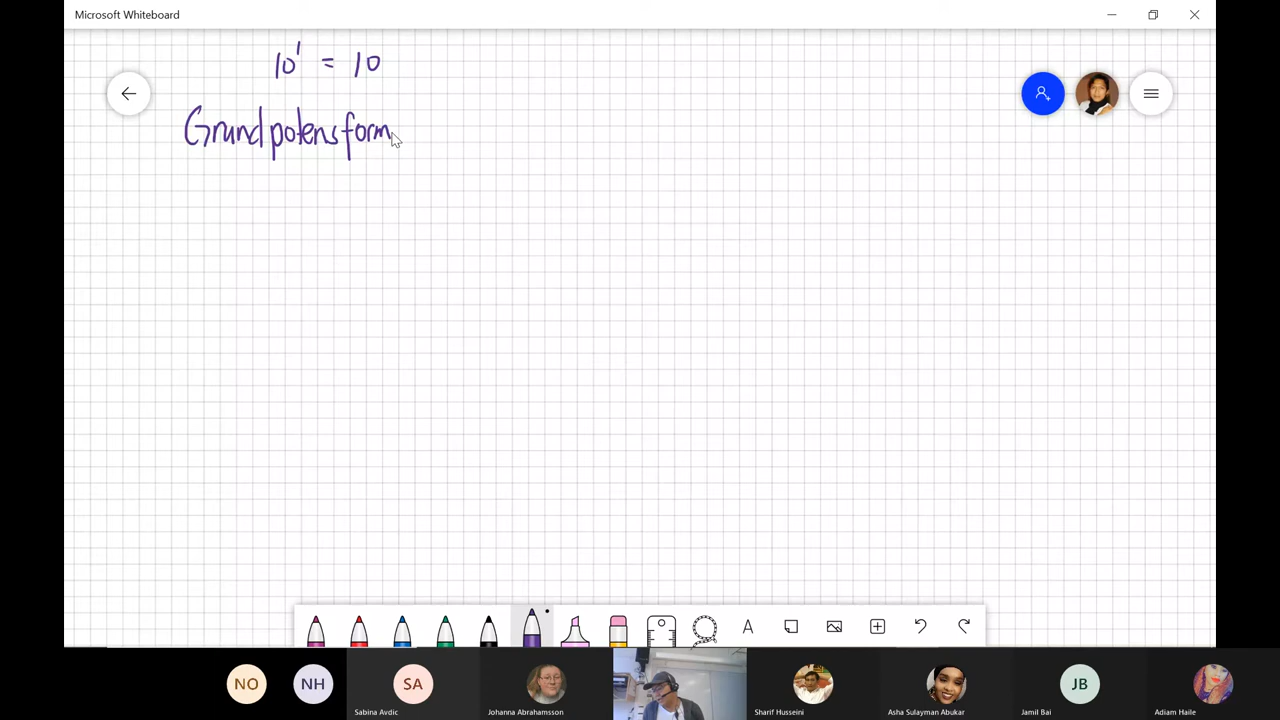 Microsoft Whiteboard
10¹ = 10
Grundpotensform
A
NO
NH
SA
Sabina Avdic
Johanna Abrahamsson
Sharif Husseini
Asha Sulayman Abukar
JB
Jamil Bai
Adiam Haile